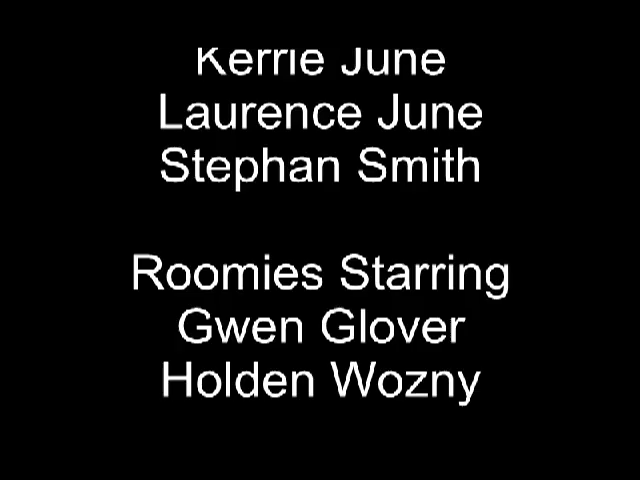 Kerrie June
Laurence June
Stephan Smith
Roomies Starring
Gwen Glover
Holden Wozny